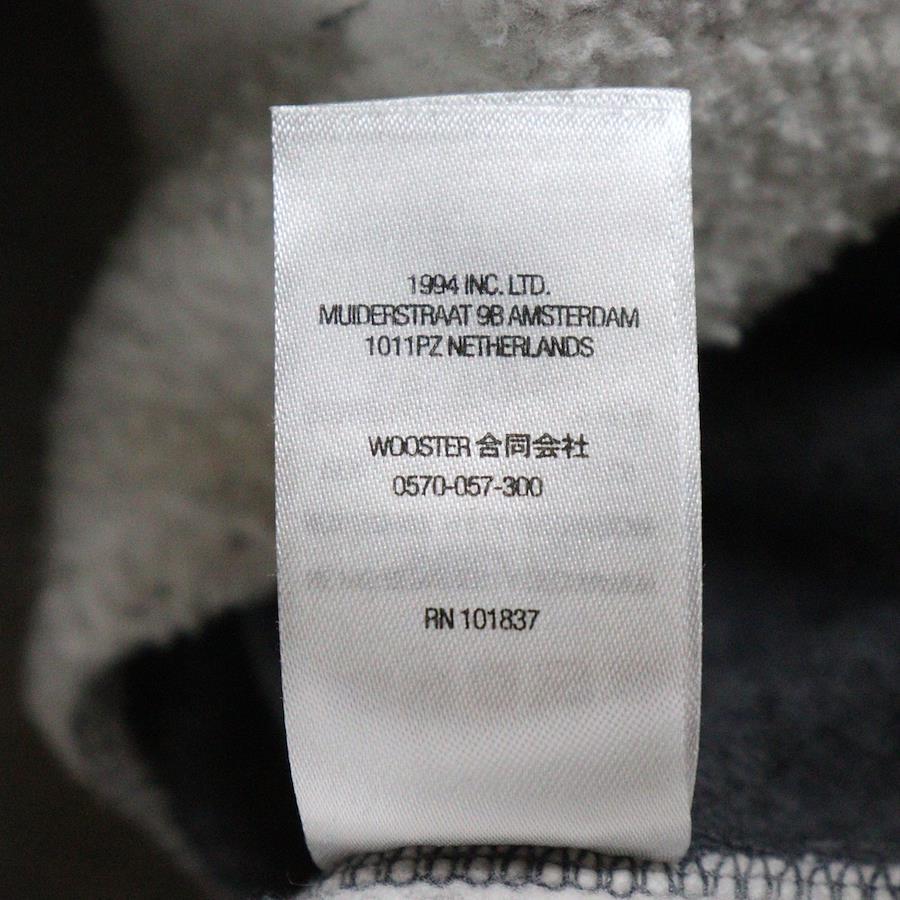 1994 INC. LTD.
MUIDERSTRAAT 9B AMSTERDAM
1011PZ NETHERLANDS
WOOSTER 合同会社
0570-057-300
RN 101837